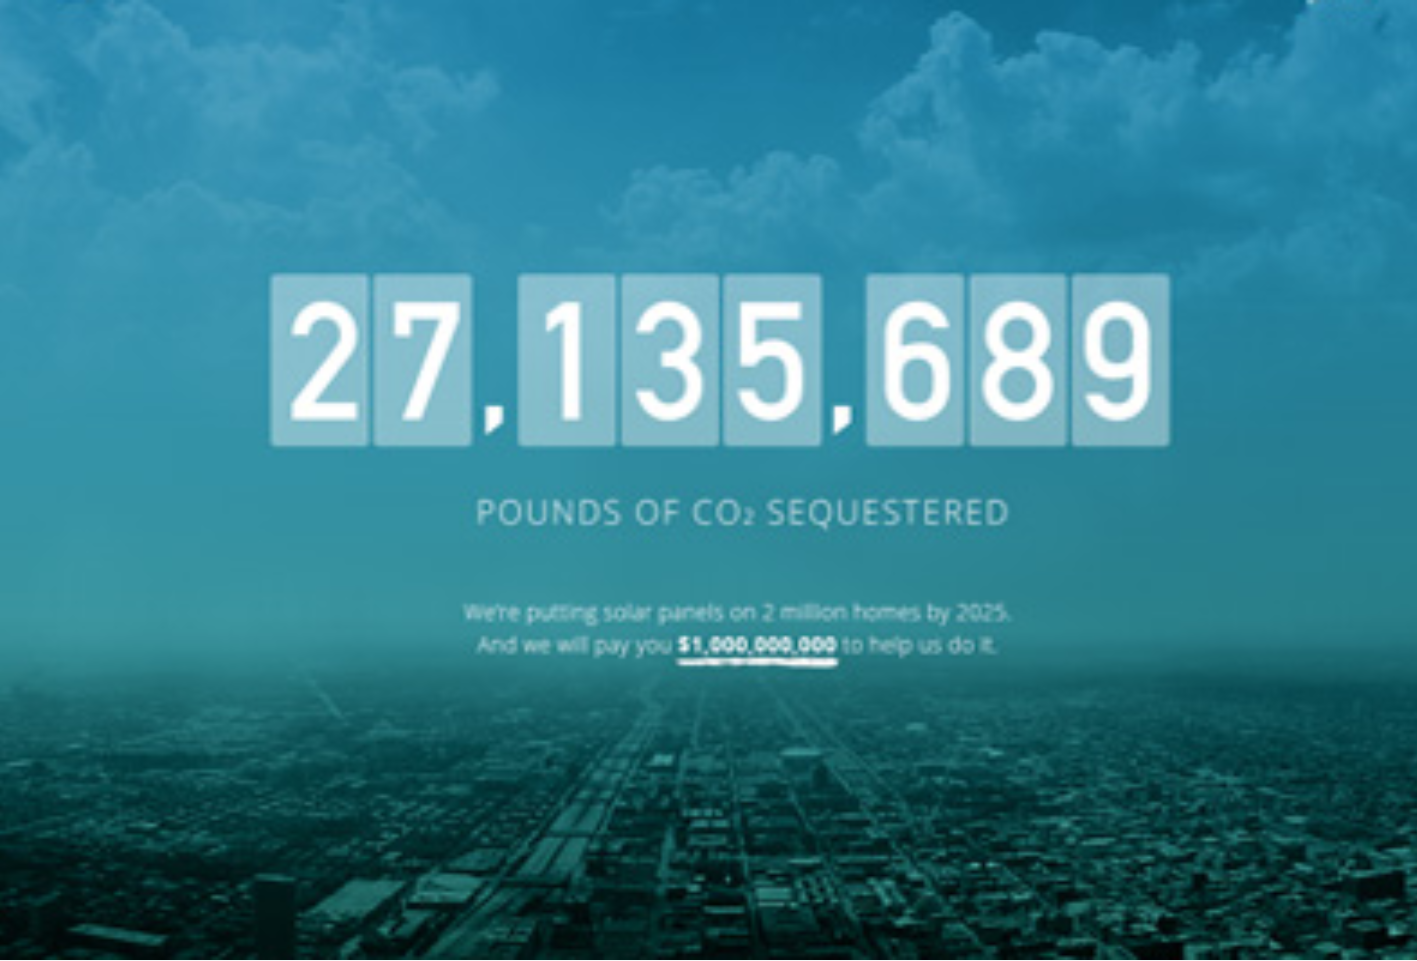 27,135,689
POUNDS OF CO₂ SEQUESTERED
We're putting solar panels on 2 million homes by 2025.
And we will pay you $1,000,000,000 to help us do it.